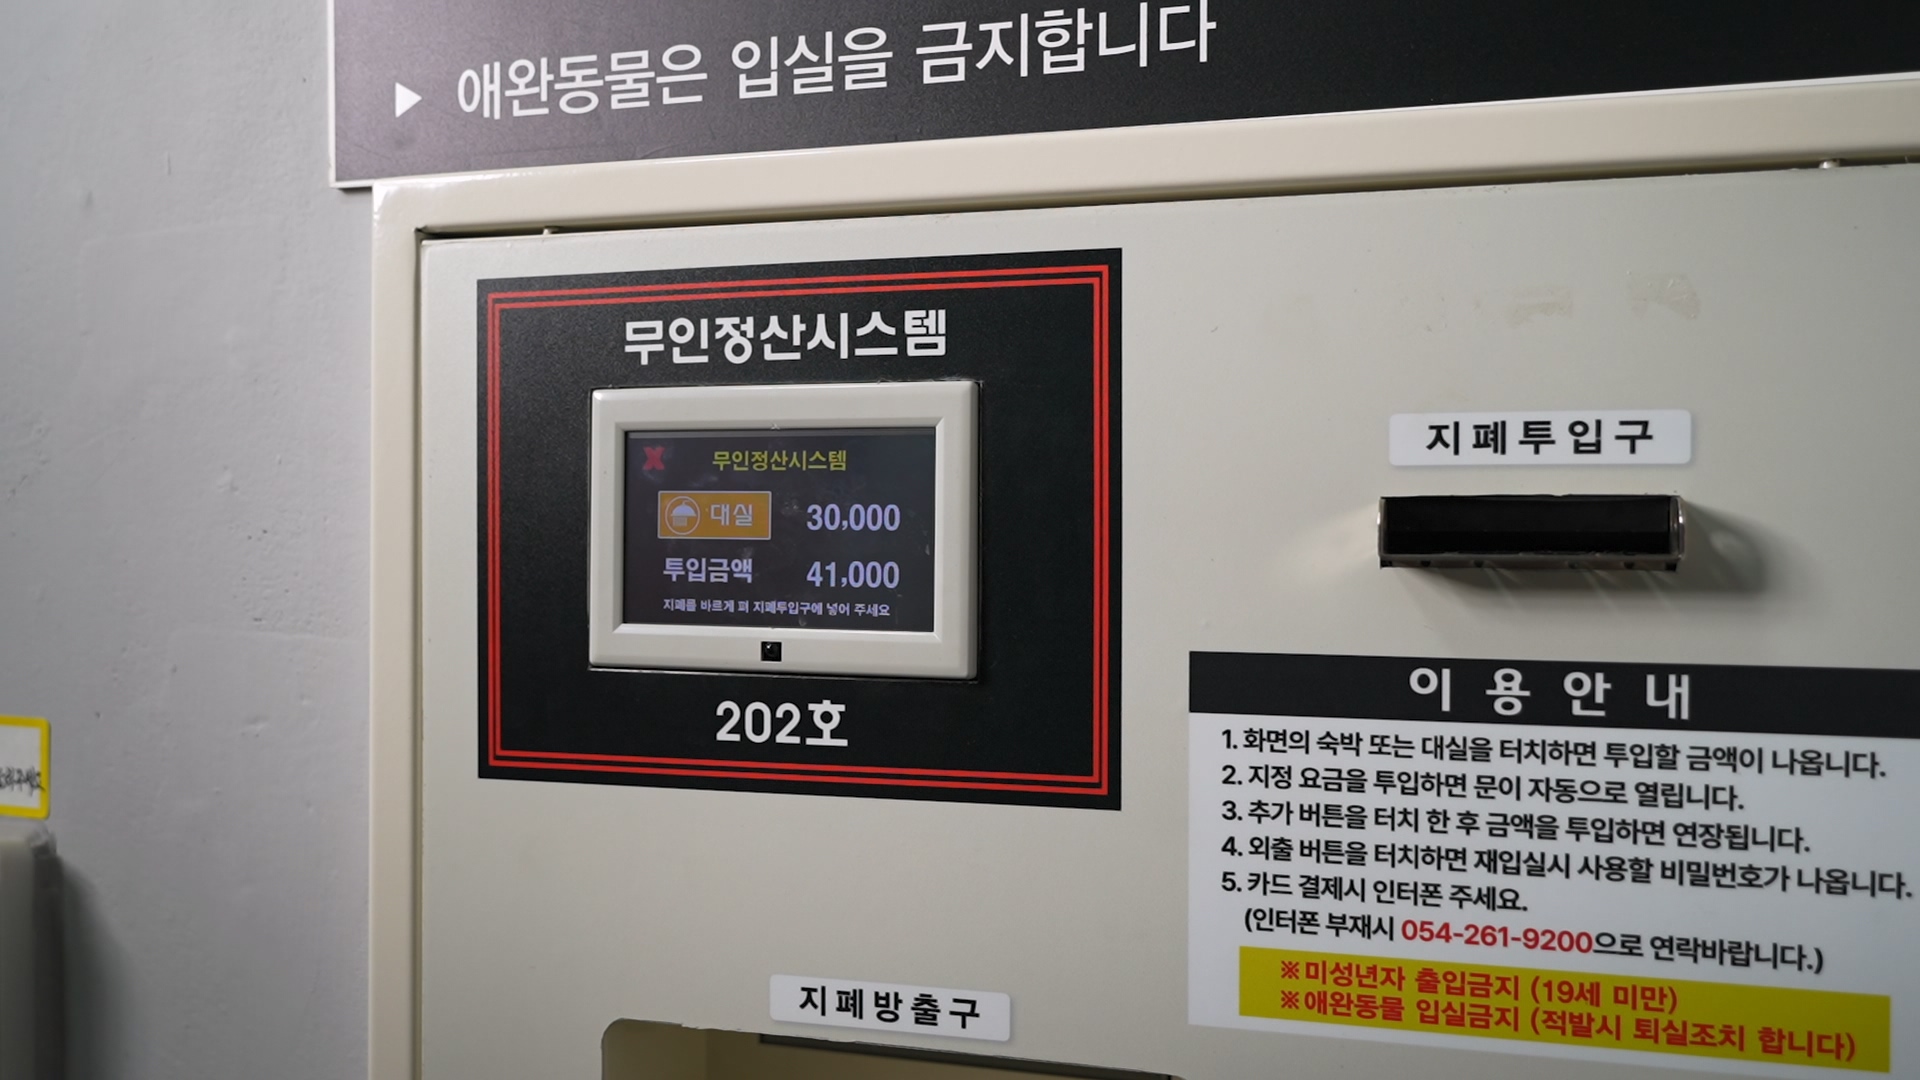 ▶ 애완동물은 입실을 금지합니다
무인정산시스템
X 무인정산시스템
대실 30,000
투입금액 41,000
지폐를 바르게 펴 지폐투입구에 넣어 주세요
202호
지폐투입구
이용안내
1. 화면의 숙박 또는 대실을 터치하면 투입할 금액이 나옵니다.
2. 지정 요금을 투입하면 문이 자동으로 열립니다.
3. 추가 버튼을 터치 한 후 금액을 투입하면 연장됩니다.
4. 외출 버튼을 터치하면 재입실시 사용할 비밀번호가 나옵니다.
5. 카드 결제시 인터폰 주세요.
(인터폰 부재시 054-261-9200으로 연락바랍니다.)
※미성년자 출입금지 (19세 미만)
※애완동물 입실금지 (적발시 퇴실조치 합니다)
지폐방출구